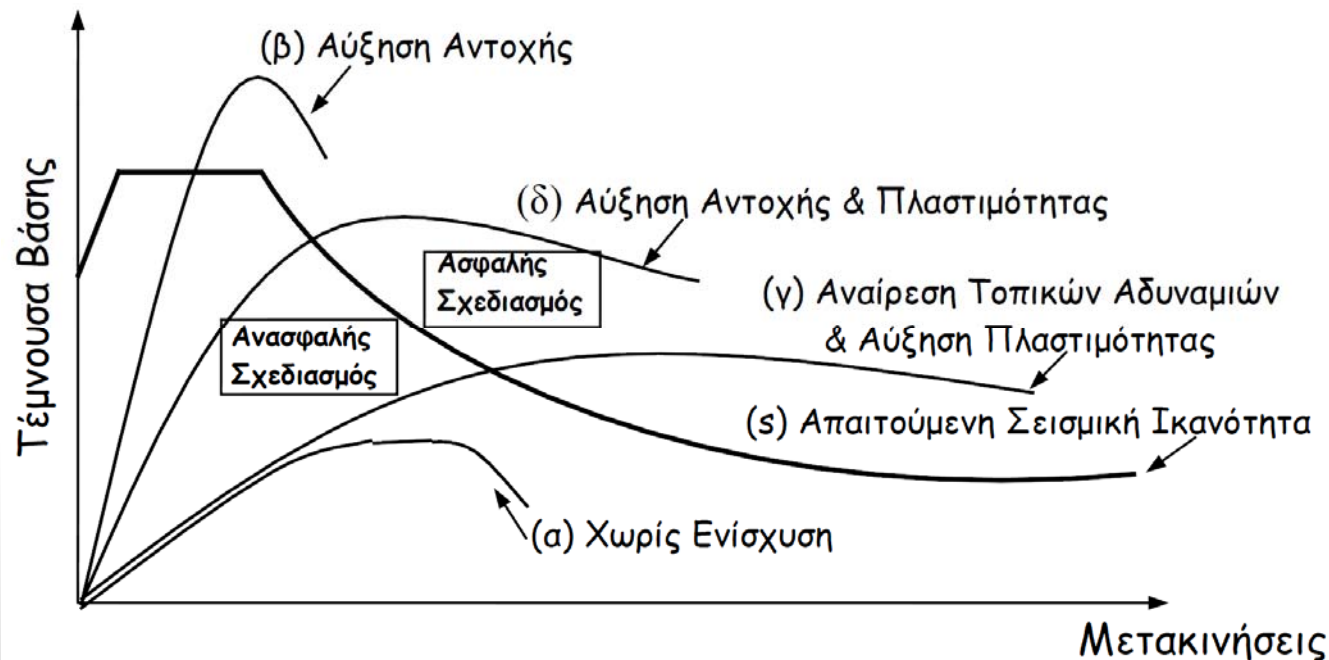 (β) Αύξηση Αντοχής
(δ) Αύξηση Αντοχής & Πλαστιμότητας
Ασφαλής
Σχεδιασμός
(γ) Αναίρεση Τοπικών Αδυναμιών
& Αύξηση Πλαστιμότητας
Ανασφαλής
Σχεδιασμός
(s) Απαιτούμενη Σεισμική Ικανότητα
(α) Χωρίς Ενίσχυση
Τέμνουσα Βάσης
Μετακινήσεις